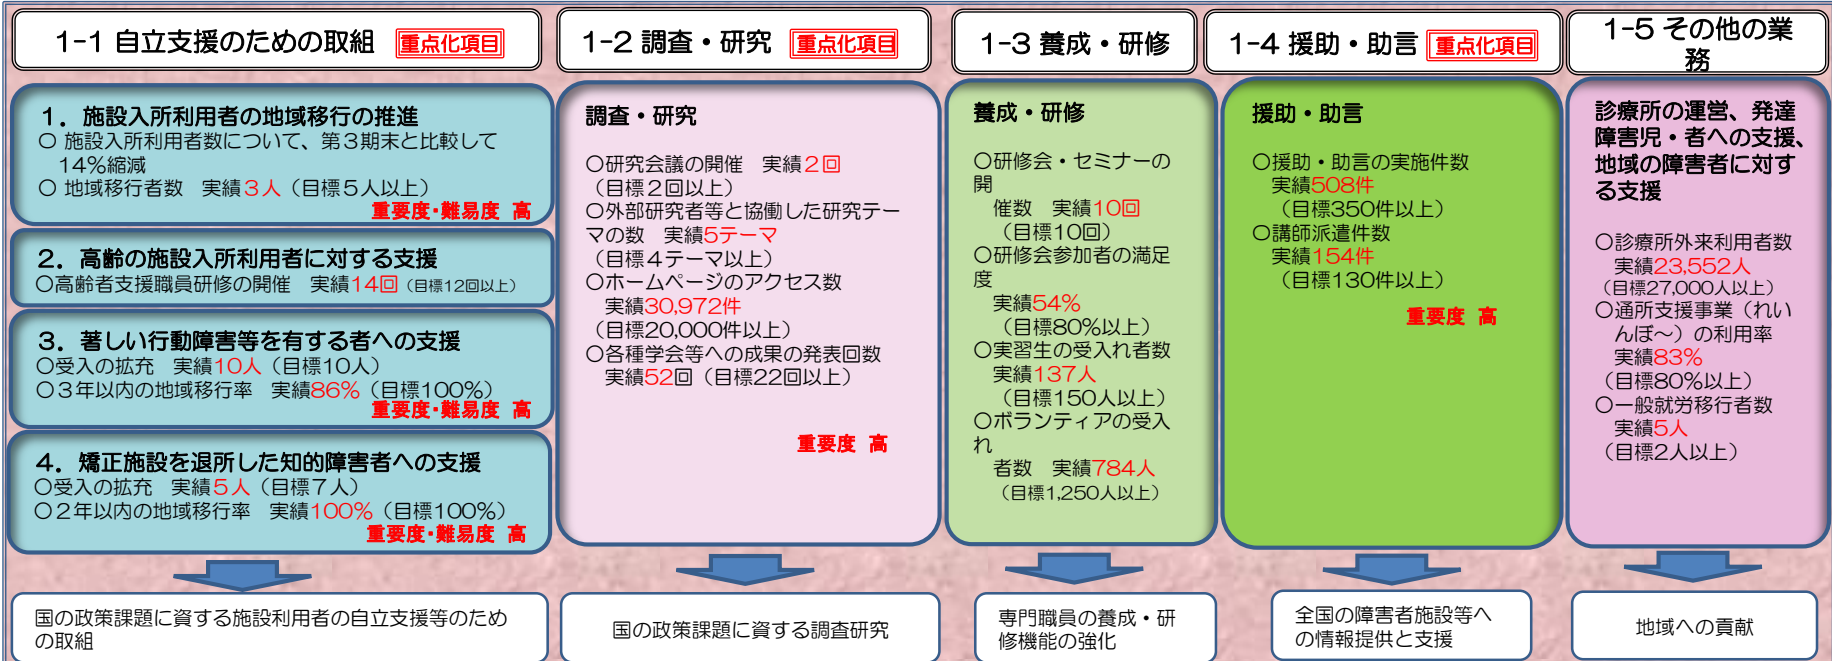 1-1 自立支援のための取組 重点化項目
1．施設入所利用者の地域移行の推進
○ 施設入所利用者数について、第３期末と比較して
14％縮減
○ 地域移行者数　実績３人（目標５人以上）
重要度・難易度 高
2．高齢の施設入所利用者に対する支援
○高齢者支援職員研修の開催　実績14回（目標12回以上）
3．著しい行動障害等を有する者への支援
○受入の拡充　実績10人（目標10人）
○３年以内の地域移行率　実績86％（目標100％）
重要度・難易度 高
4．矯正施設を退所した知的障害者への支援
○受入の拡充　実績５人（目標７人）
○２年以内の地域移行率　実績100％（目標100％）
重要度・難易度 高
国の政策課題に資する施設利用者の自立支援等のため
の取組
1-2 調査・研究 重点化項目
調査・研究
○研究会議の開催　実績２回
（目標２回以上）
○外部研究者等と協働した研究テー
マの数　実績5テーマ
（目標４テーマ以上）
○ホームページのアクセス数
実績30,972件
（目標20,000件以上）
○各種学会等への成果の発表回数
実績52回（目標22回以上）
重要度 高
国の政策課題に資する調査研究
1-3 養成・研修
養成・研修
○研修会・セミナーの
開
催数　実績10回
（目標10回）
○研修会参加者の満足
度
実績54％
（目標80％以上）
○実習生の受入れ者数
実績137人
（目標150人以上）
○ボランティアの受入
れ
者数　実績784人
（目標1,250人以上）
専門職員の養成・研
修機能の強化
1-4 援助・助言 重点化項目
援助・助言
○援助・助言の実施件数
実績508件
（目標350件以上）
○講師派遣件数
実績154件
（目標130件以上）
重要度 高
全国の障害者施設等へ
の情報提供と支援
1-5 その他の業
務
診療所の運営、発達
障害児・者への支援、
地域の障害者に対す
る支援
○診療所外来利用者数
実績23,552人
（目標27,000人以上）
○通所支援事業（れい
んぼ～）の利用率
実績83％
（目標80％以上）
○一般就労移行者数
実績5人
（目標2人以上）
地域への貢献